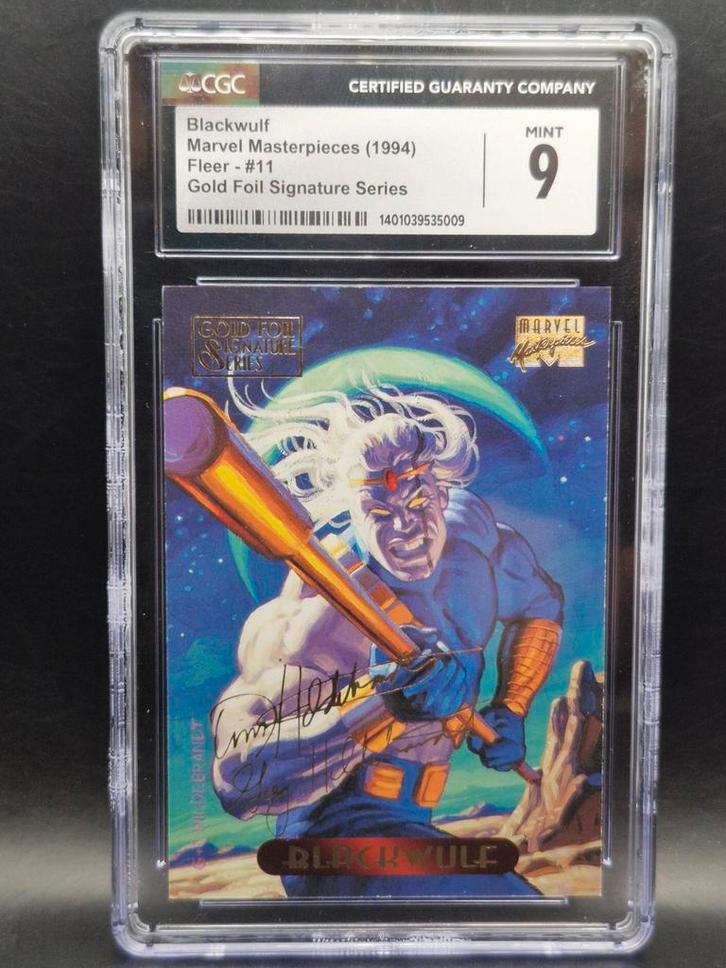 CGC
CERTIFIED GUARANTY COMPANY
Blackwulf
Marvel Masterpieces (1994)
Fleer - #11
Gold Foil Signature Series
MINT
9
1401039535009
GOLD FOIL
SIGNATURE
SERIES
MARVEL
Masterpieces
HILDEBRANDT
BLACKWULF